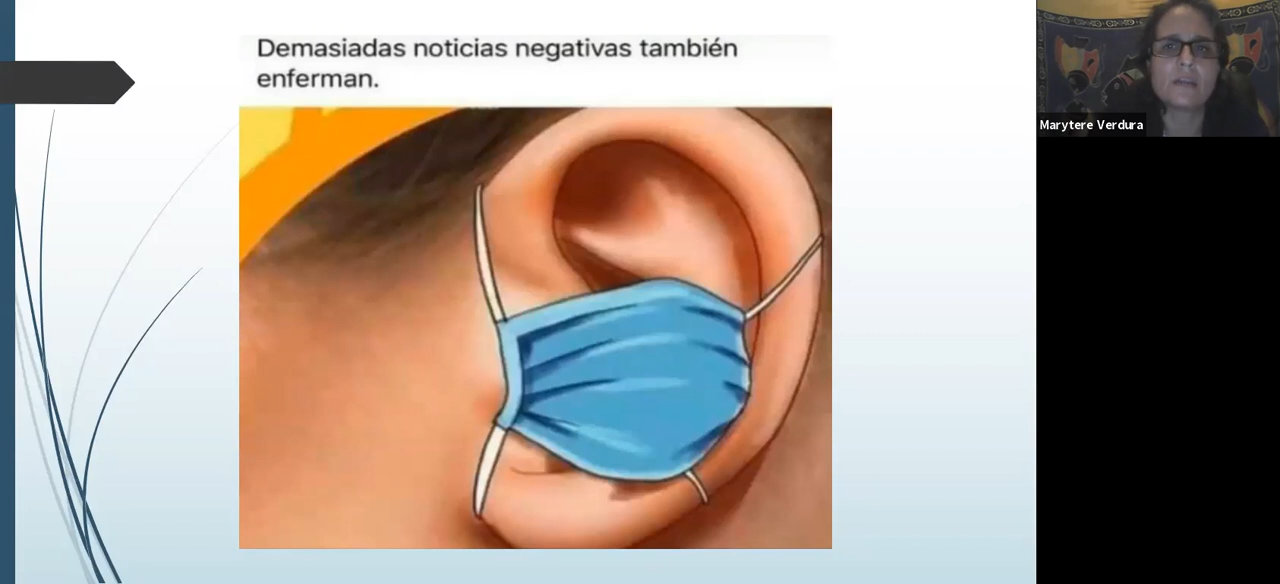 Demasiadas noticias negativas también
enferman.
Marytere Verdura